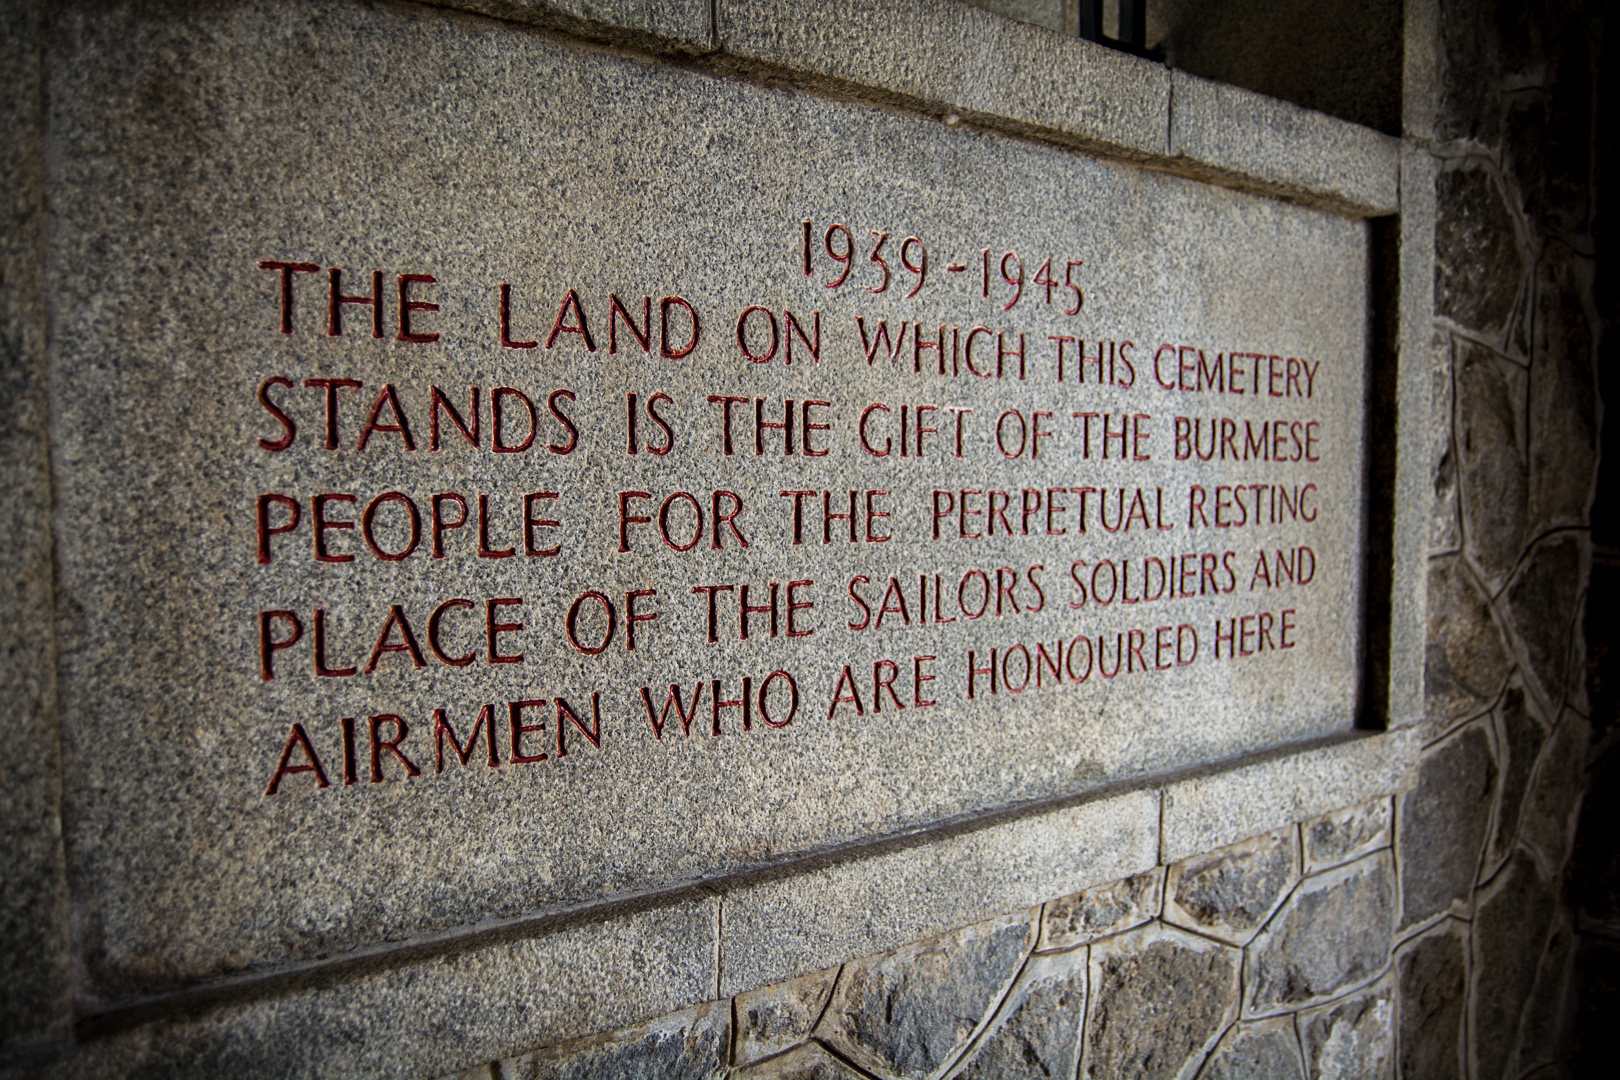 1939-1945
THE LAND ON WHICH THIS CEMETERY
STANDS IS THE GIFT OF THE BURMESE
PEOPLE FOR THE PERPETUAL RESTING
PLACE OF THE SAILORS SOLDIERS AND
AIRMEN WHO ARE HONOURED HERE